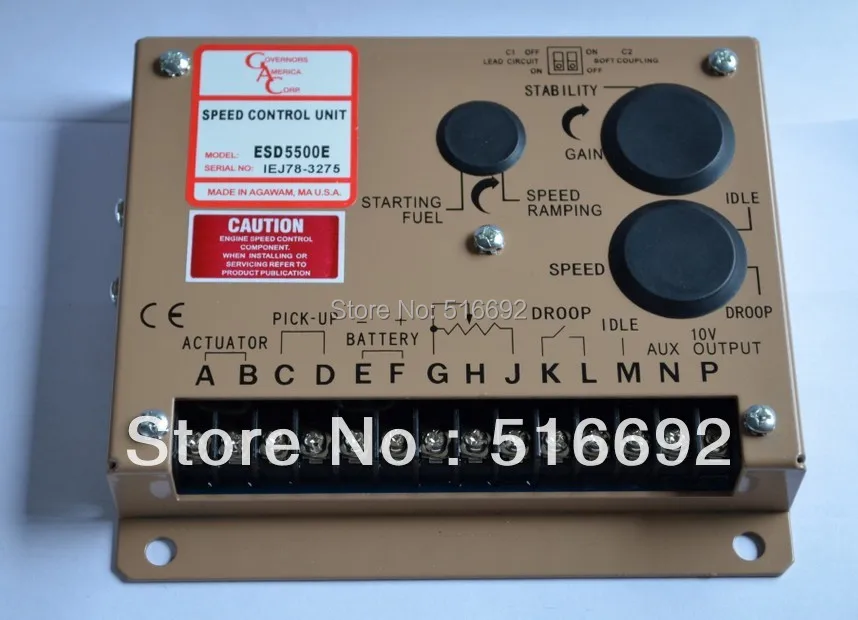 GOVERNORS
AMERICA
CORP.
SPEED CONTROL UNIT
MODEL: ESD5500E
SERIAL NO: IEJ78-3275
MADE IN AGAWAM, MA U.S.A.
CAUTION
ENGINE SPEED CONTROL
COMPONENT.
WHEN INSTALLING OR
SERVICING REFER TO
PRODUCT PUBLICATION
C1 OFF ON C2
LEAD CIRCUIT SOFT COUPLING
ON OFF
STABILITY
GAIN
STARTING
FUEL
SPEED
RAMPING
IDLE
SPEED
DROOP
Store No: 516692
CE
PICK-UP - +
ACTUATOR BATTERY DROOP IDLE
AUX 10V
OUTPUT
A B C D E F G H J K L M N P
Store No : 516692